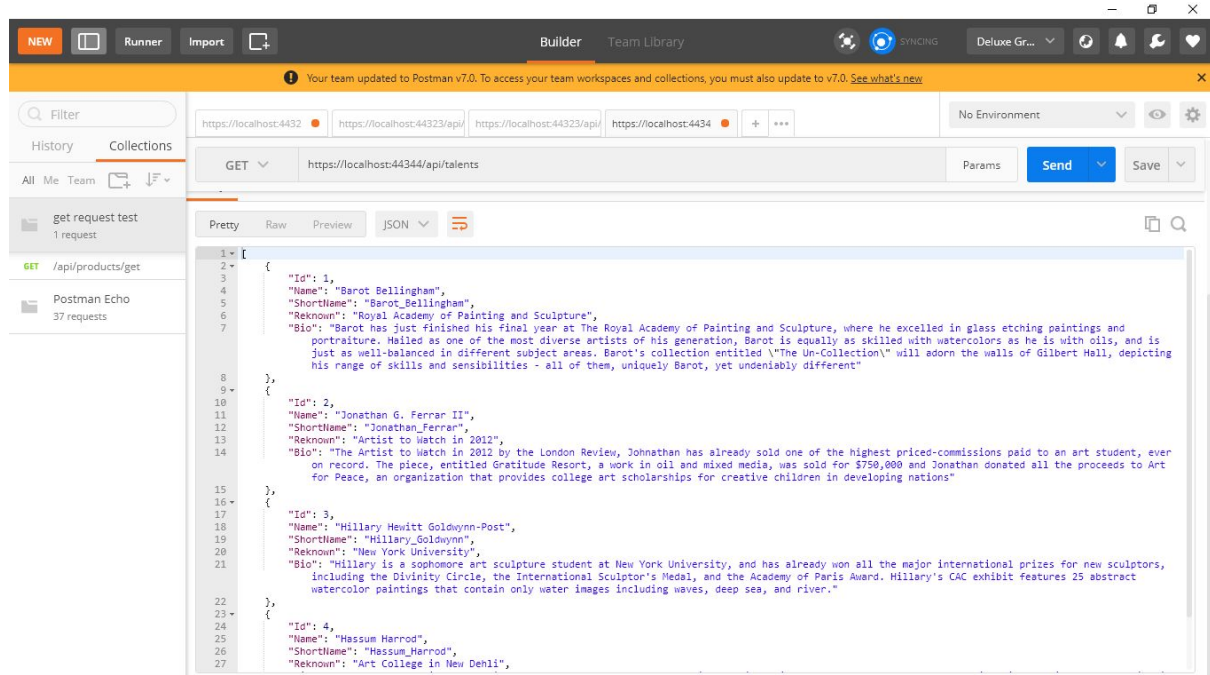 NEW Runner Import Builder Team Library SYNCING Deluxe Gr...
Your team updated to Postman v7.0. To access your team workspaces and collections, you must also update to v7.0. See what's new
Filter
History Collections
All Me Team
get request test
1 request
GET /api/products/get
Postman Echo
37 requests
https://localhost:4432 https://localhost:44323/api/ https://localhost:44323/api/ https://localhost:4434 + •••
No Environment
GET https://localhost:44344/api/talents Params Send Save
Pretty Raw Preview JSON
1 [
2 {
3 "Id": 1,
4 "Name": "Barot Bellingham",
5 "ShortName": "Barot_Bellingham",
6 "Reknown": "Royal Academy of Painting and Sculpture",
7 "Bio": "Barot has just finished his final year at The Royal Academy of Painting and Sculpture, where he excelled in glass etching paintings and
portraiture. Hailed as one of the most diverse artists of his generation, Barot is equally as skilled with watercolors as he is with oils, and is
just as well-balanced in different subject areas. Barot's collection entitled \"The Un-Collection\" will adorn the walls of Gilbert Hall, depicting
his range of skills and sensibilities - all of them, uniquely Barot, yet undeniably different"
8 },
9 {
10 "Id": 2,
11 "Name": "Jonathan G. Ferrar II",
12 "ShortName": "Jonathan_Ferrar",
13 "Reknown": "Artist to Watch in 2012",
14 "Bio": "The Artist to Watch in 2012 by the London Review, Johnathan has already sold one of the highest priced-commissions paid to an art student, ever
on record. The piece, entitled Gratitude Resort, a work in oil and mixed media, was sold for $750,000 and Jonathan donated all the proceeds to Art
for Peace, an organization that provides college art scholarships for creative children in developing nations"
15 },
16 {
17 "Id": 3,
18 "Name": "Hillary Hewitt Goldwynn-Post",
19 "ShortName": "Hillary_Goldwynn",
20 "Reknown": "New York University",
21 "Bio": "Hillary is a sophomore art sculpture student at New York University, and has already won all the major international prizes for new sculptors,
including the Divinity Circle, the International Sculptor's Medal, and the Academy of Paris Award. Hillary's CAC exhibit features 25 abstract
watercolor paintings that contain only water images including waves, deep sea, and river."
22 },
23 {
24 "Id": 4,
25 "Name": "Hassum Harrod",
26 "ShortName": "Hassum_Harrod",
27 "Reknown": "Art College in New Dehli",